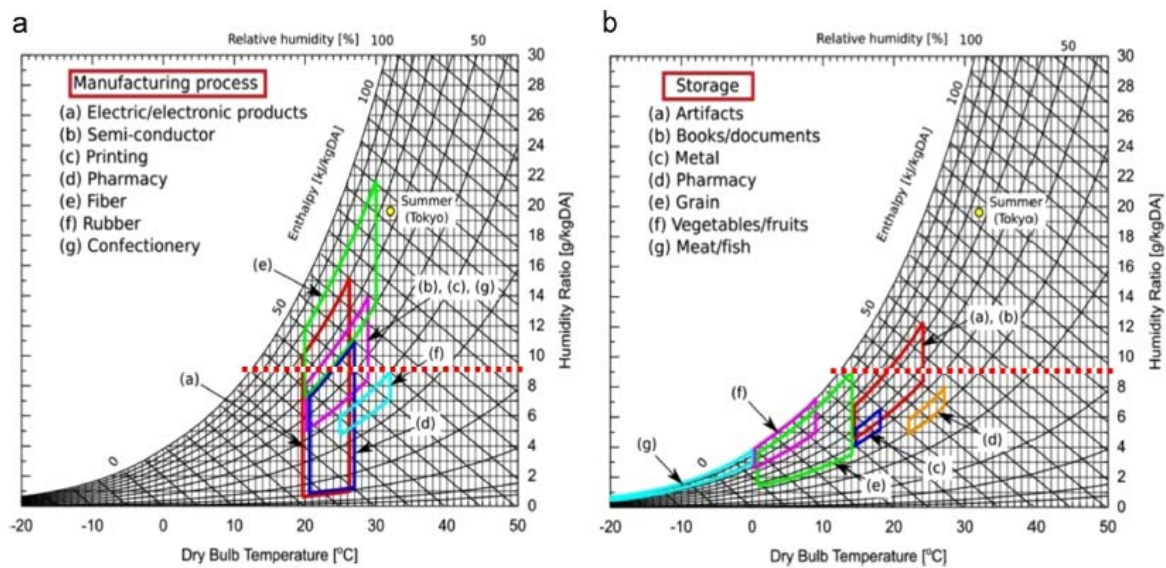 a
Relative humidity [%] 100 50
Manufacturing process
(a) Electric/electronic products
(b) Semi-conductor
(c) Printing
(d) Pharmacy
(e) Fiber
(f) Rubber
(g) Confectionery
Enthalpy [kJ/kgDA]
100
50
0
Summer
(Tokyo)
(e)
(b), (c), (g)
(f)
(a)
(d)
30
28
26
24
22
20
18
16
14
12
10
8
6
4
2
0
Humidity Ratio [g/kgDA]
-20 -10 0 10 20 30 40 50
Dry Bulb Temperature [°C]
b
Relative humidity [%] 100 50
Storage
(a) Artifacts
(b) Books/documents
(c) Metal
(d) Pharmacy
(e) Grain
(f) Vegetables/fruits
(g) Meat/fish
Enthalpy [kJ/kgDA]
100
50
0
Summer
(Tokyo)
(a), (b)
(f)
(g)
(d)
(c)
(e)
30
28
26
24
22
20
18
16
14
12
10
8
6
4
2
0
Humidity Ratio [g/kgDA]
-20 -10 0 10 20 30 40 50
Dry Bulb Temperature [°C]